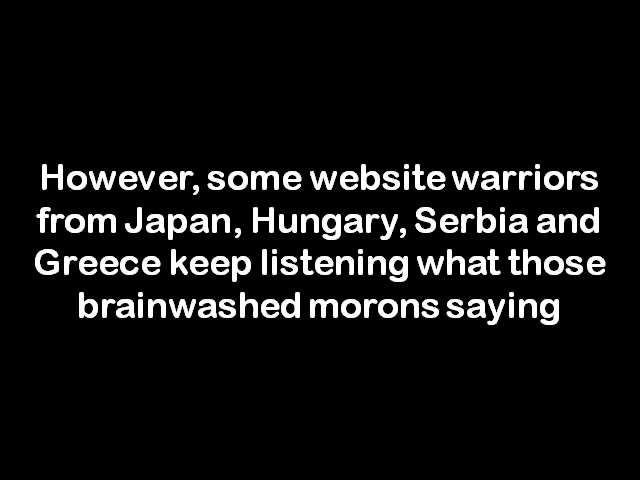 However, some website warriors
from Japan, Hungary, Serbia and
Greece keep listening what those
brainwashed morons saying